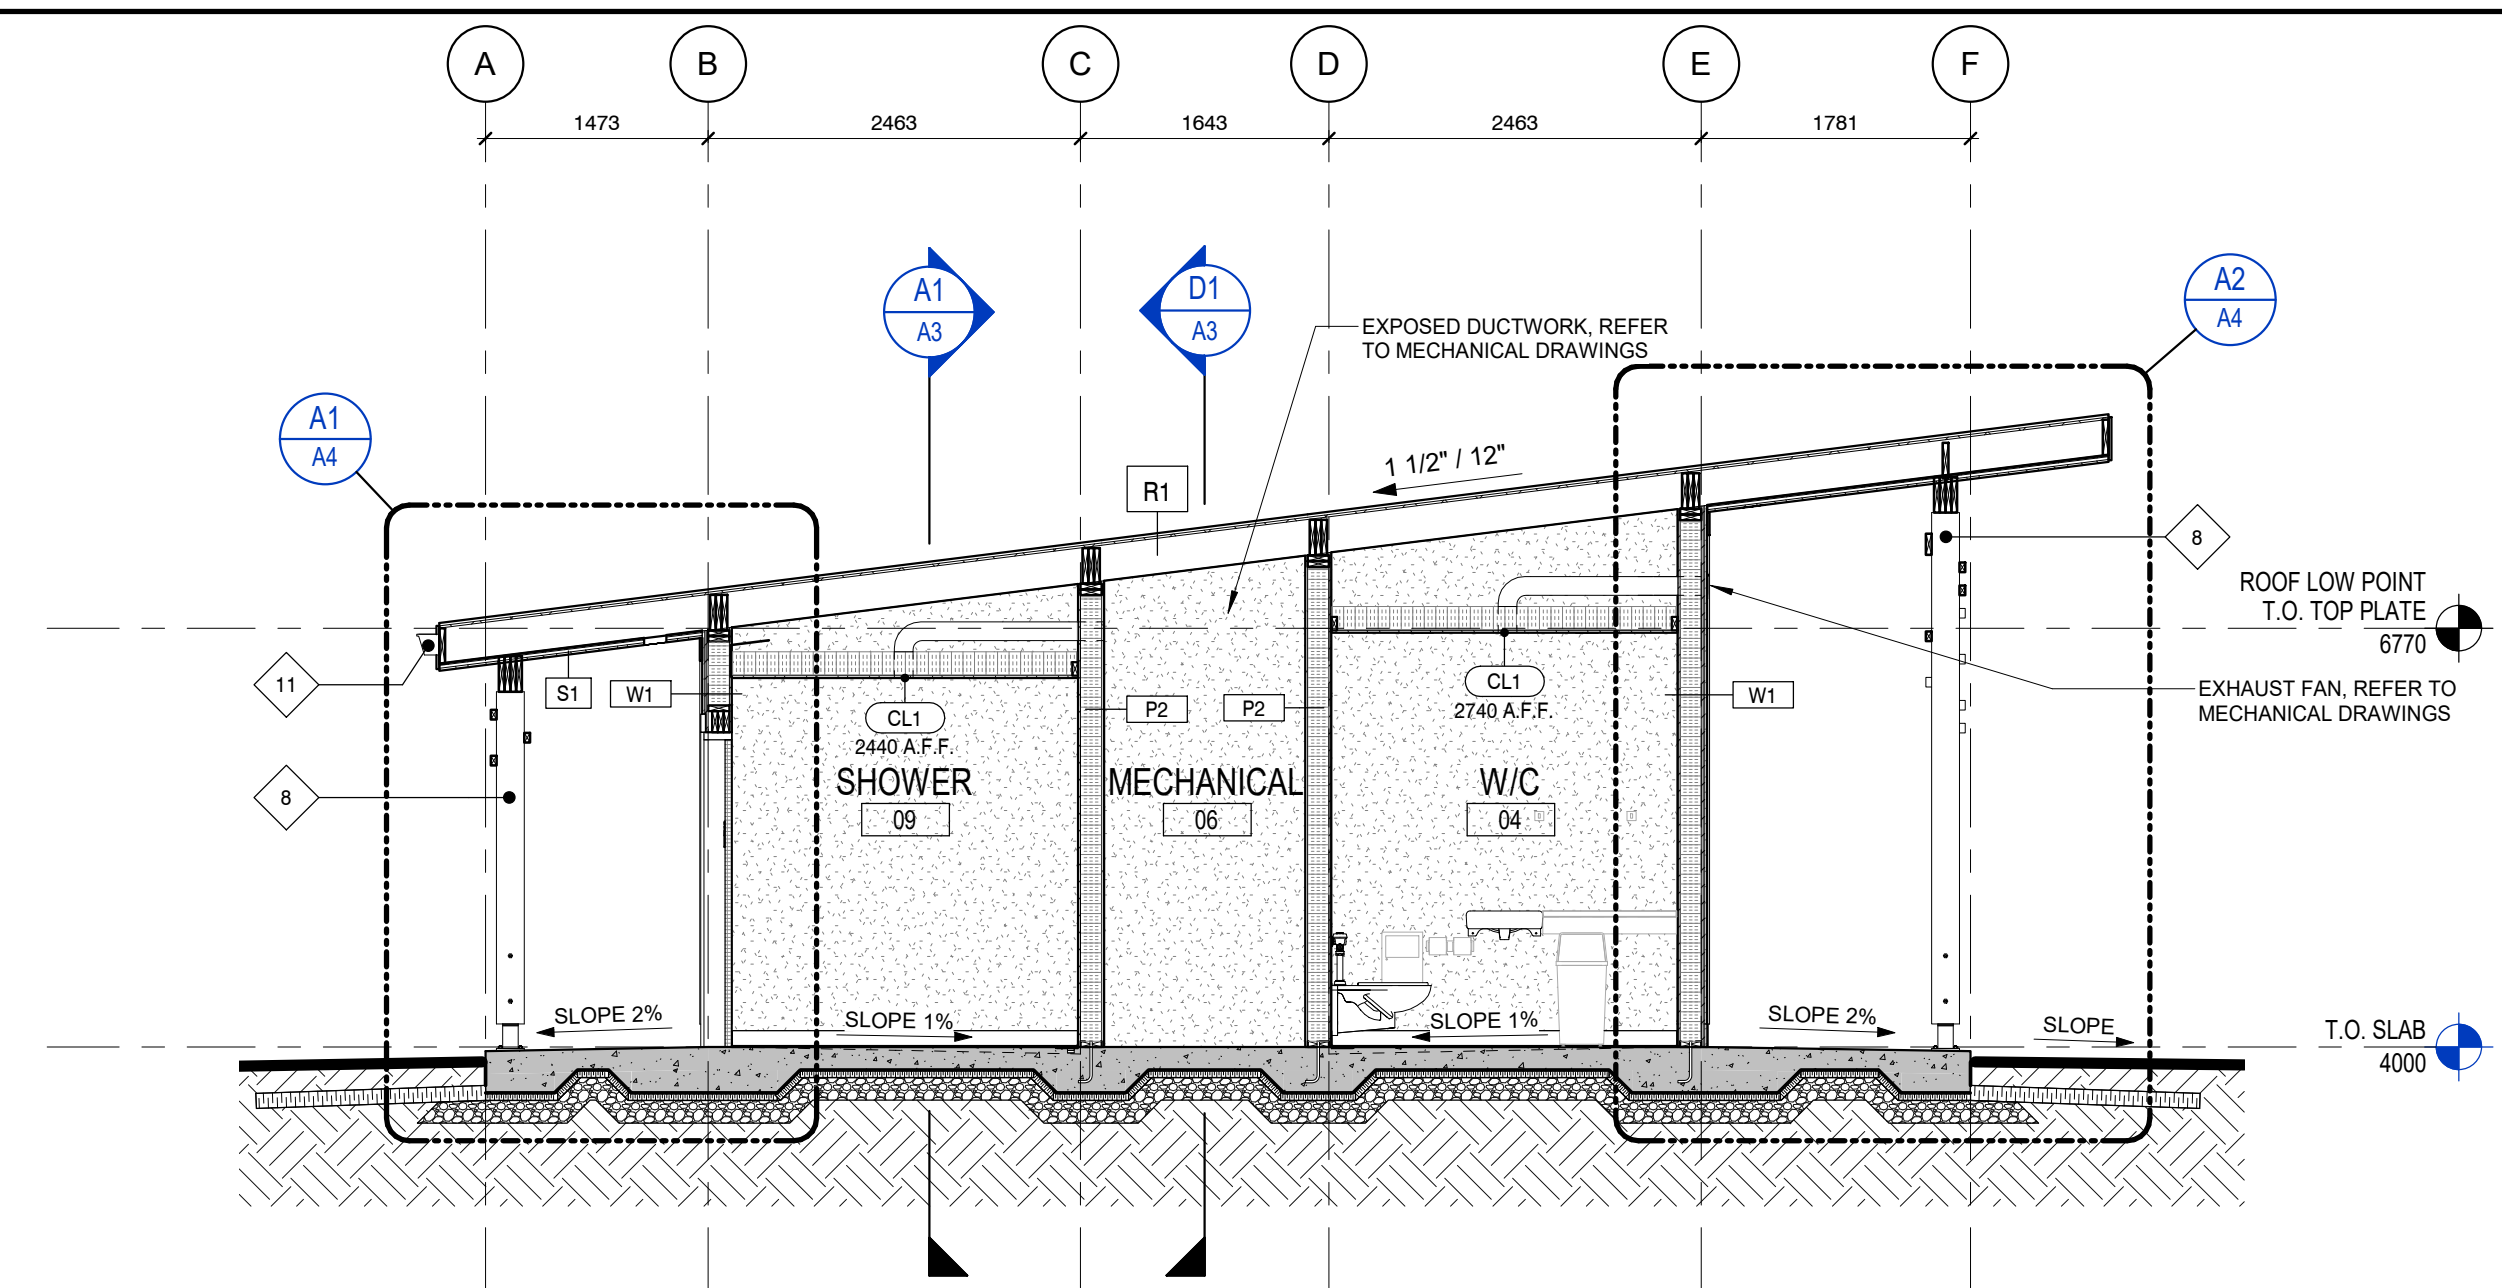 A B C D E F
1473 2463 1643 2463 1781
A1
A3
D1
A3
A2
A4
EXPOSED DUCTWORK, REFER
TO MECHANICAL DRAWINGS
A1
A4
1 1/2" / 12"
R1
8
ROOF LOW POINT
T.O. TOP PLATE
6770
11
S1
W1
CL1
2440 A.F.F.
P2
P2
CL1
2740 A.F.F.
W1
EXHAUST FAN, REFER TO
MECHANICAL DRAWINGS
8
SHOWER
09
MECHANICAL
06
W/C
04
SLOPE 2%
SLOPE 1%
SLOPE 1%
SLOPE 2%
SLOPE
T.O. SLAB
4000